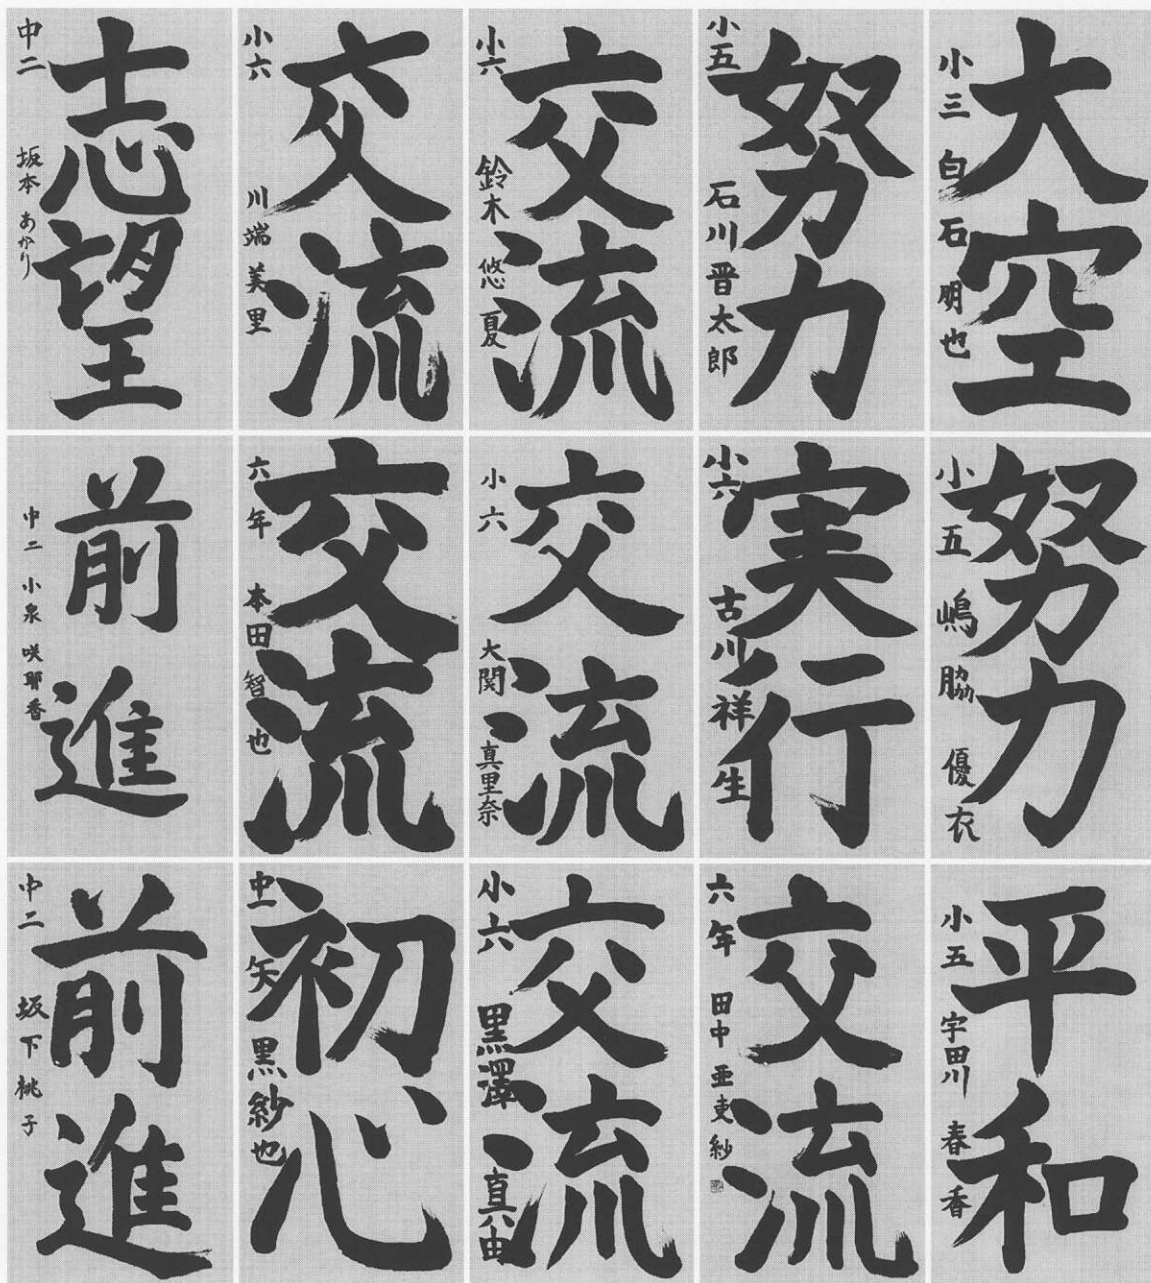 大空
小三 白石明也
努力
小五 石川晋太郎
交流
小六 鈴木悠夏
交流
小六 川端美里
志望
中二 坂本あかり
努力
小五 嶋脇優衣
実行
小六 古川祥生
交流
小六 大関真里奈
交流
六年 本田智也
前進
中二 小泉咲耶香
平和
小五 宇田川春香
交流
六年 田中亜吏紗
交流
小六 黒澤真由
初心
中一 矢黒紗也
前進
中二 坂下桃子